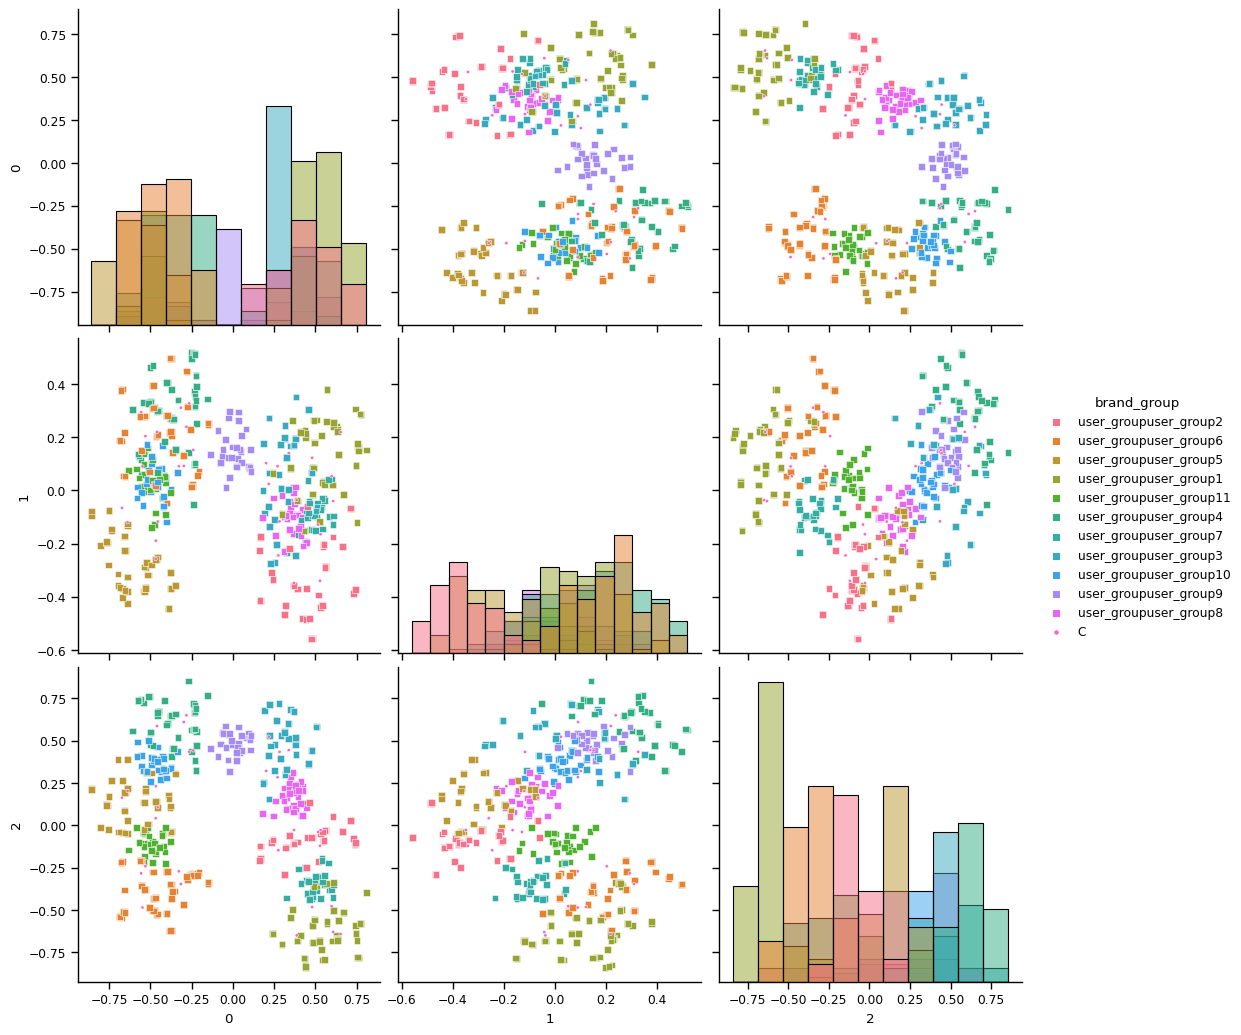 0.75
0.50
0.25
0.00
−0.25
−0.50
−0.75
0
0.4
0.2
0.0
−0.2
−0.4
−0.6
1
brand_group
user_groupuser_group2
user_groupuser_group6
user_groupuser_group5
user_groupuser_group1
user_groupuser_group11
user_groupuser_group4
user_groupuser_group7
user_groupuser_group3
user_groupuser_group10
user_groupuser_group9
user_groupuser_group8
C
0.75
0.50
0.25
0.00
−0.25
−0.50
−0.75
2
−0.75 −0.50 −0.25 0.00 0.25 0.50 0.75
0
−0.6 −0.4 −0.2 0.0 0.2 0.4
1
−0.75 −0.50 −0.25 0.00 0.25 0.50 0.75
2